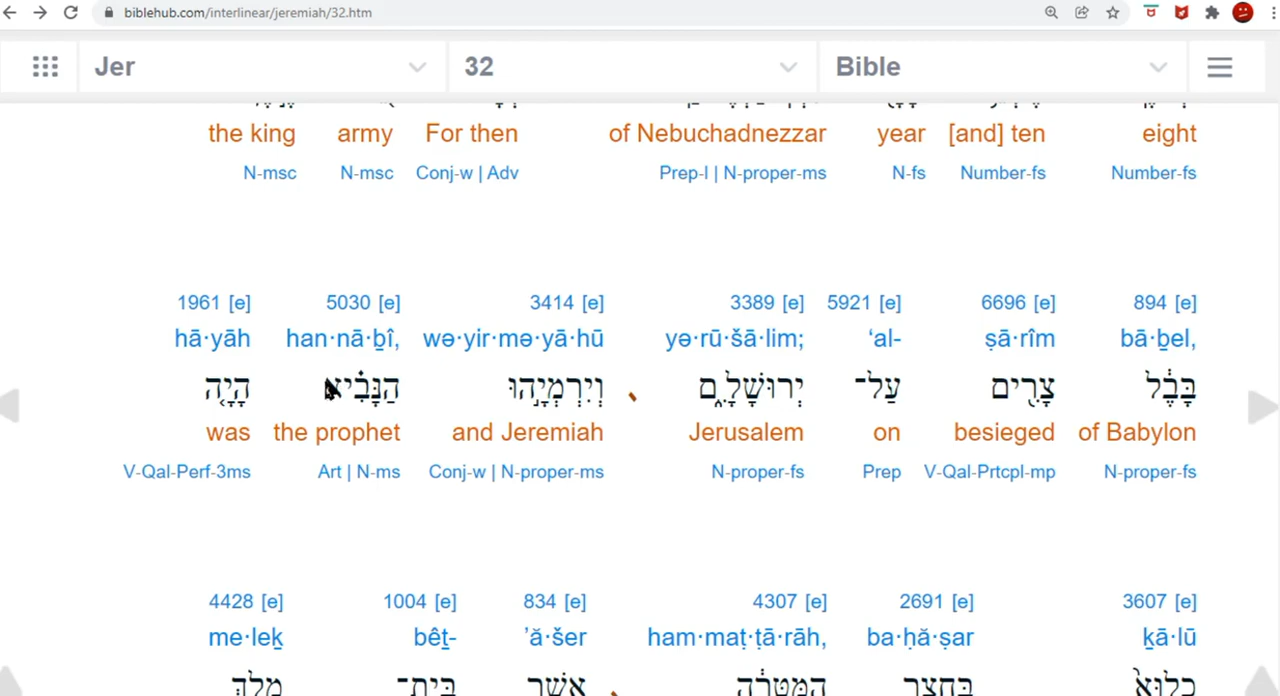 biblehub.com/interlinear/jeremiah/32.htm
Jer 32 Bible
eight [and] ten year of Nebuchadnezzar For then army the king
Number-fs Number-fs N-fs Prep-l | N-proper-ms Conj-w | Adv N-msc N-msc
894 [e] 6696 [e] 5921 [e] 3389 [e] 3414 [e] 5030 [e] 1961 [e]
bā·ḇel, ṣā·rîm ‘al- yə·rū·šā·lim; wə·yir·mə·yā·hū han·nā·ḇî, hā·yāh
בָּבֶ֔ל צָרִ֖ים עַל־ יְרוּשָׁלִָ֑ם וְיִרְמְיָ֣הוּ הַנָּבִ֗יא הָיָ֤ה
of Babylon besieged on Jerusalem and Jeremiah the prophet was
N-proper-fs V-Qal-Prtcpl-mp Prep N-proper-fs Conj-w | N-proper-ms Art | N-ms V-Qal-Perf-3ms
3607 [e] 2691 [e] 4307 [e] 834 [e] 1004 [e] 4428 [e]
ḵā·lū ba·ḥă·ṣar ham·maṭ·ṭā·rāh, ’ă·šer bêṯ- me·leḵ
כָלוּא֙ בַּחֲצַ֣ר הַמַּטָּרָ֔ה אֲשֶׁ֖ר בֵּֽית־ מֶ֥לֶךְ